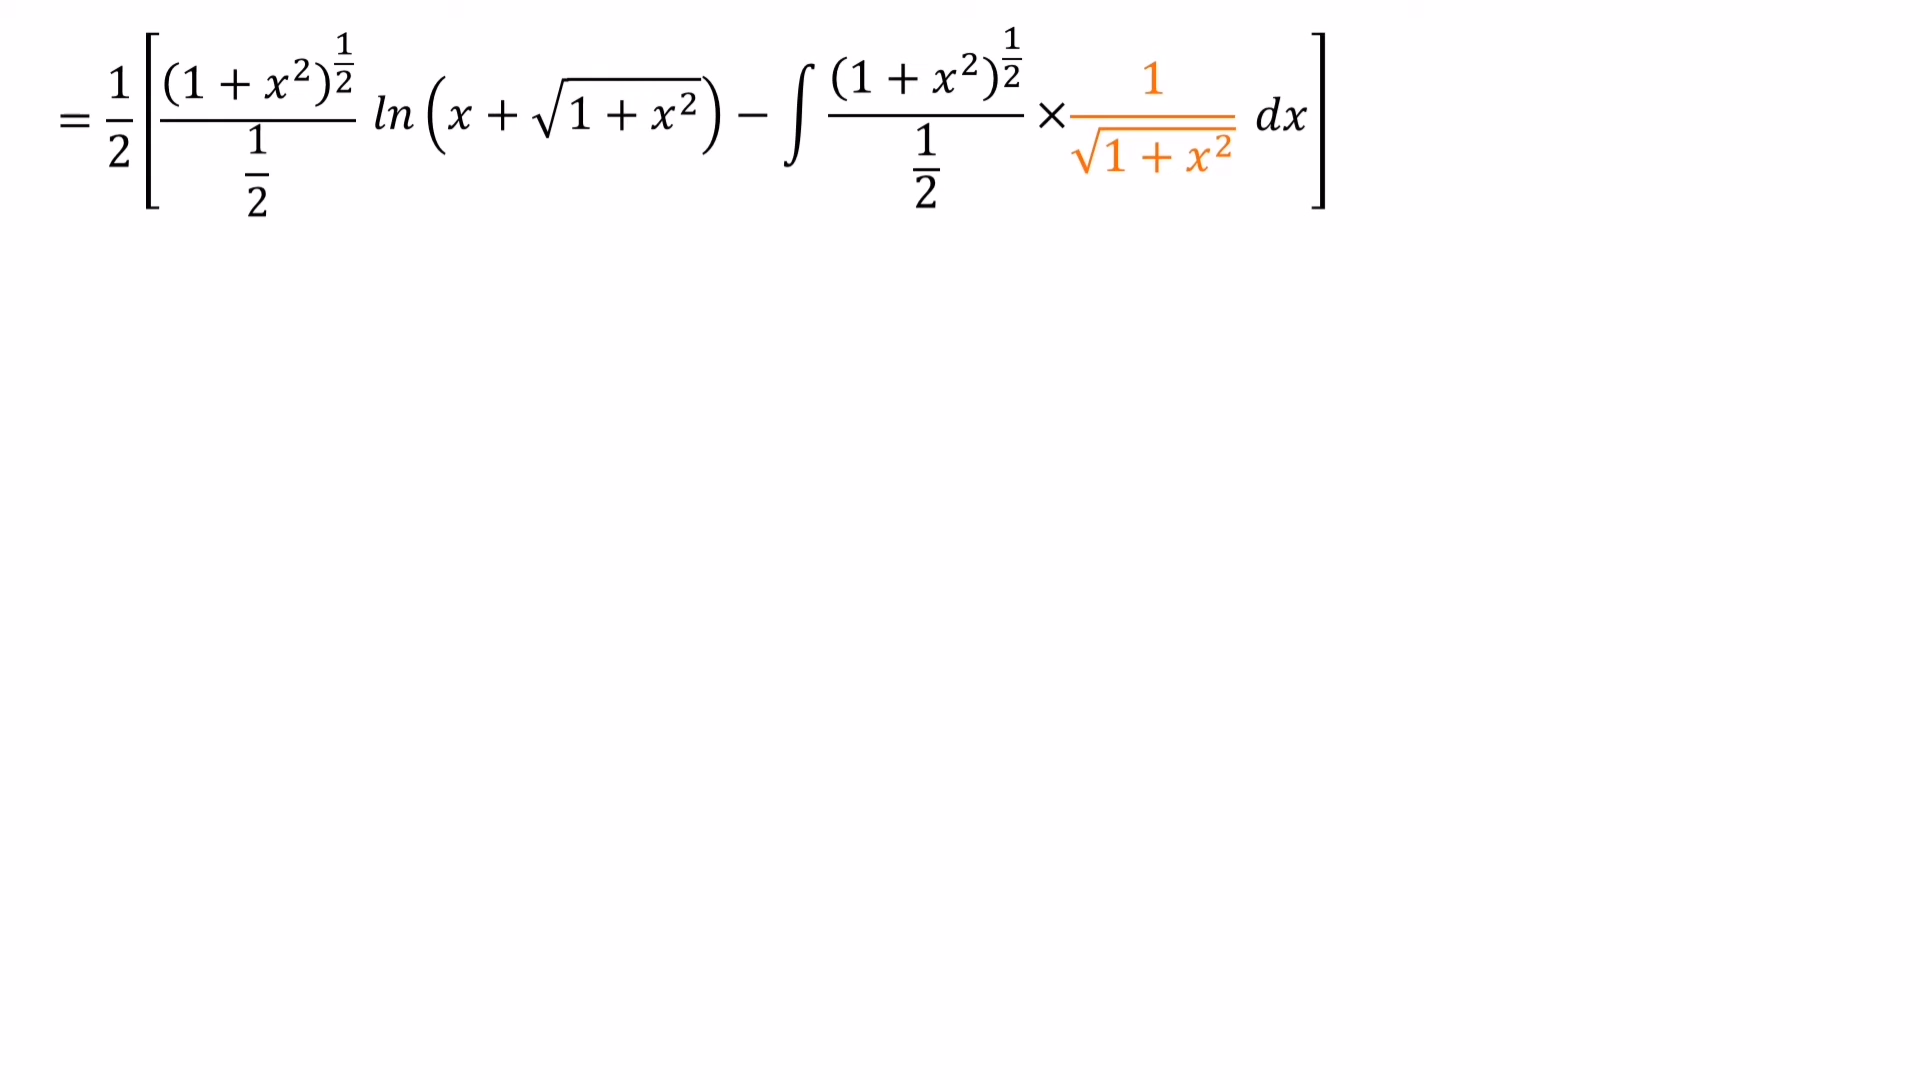 = 1/2 [ (1 + x²)^(1/2) / (1/2) ln (x + √(1 + x²)) − ∫ (1 + x²)^(1/2) / (1/2) × 1/√(1 + x²) dx ]